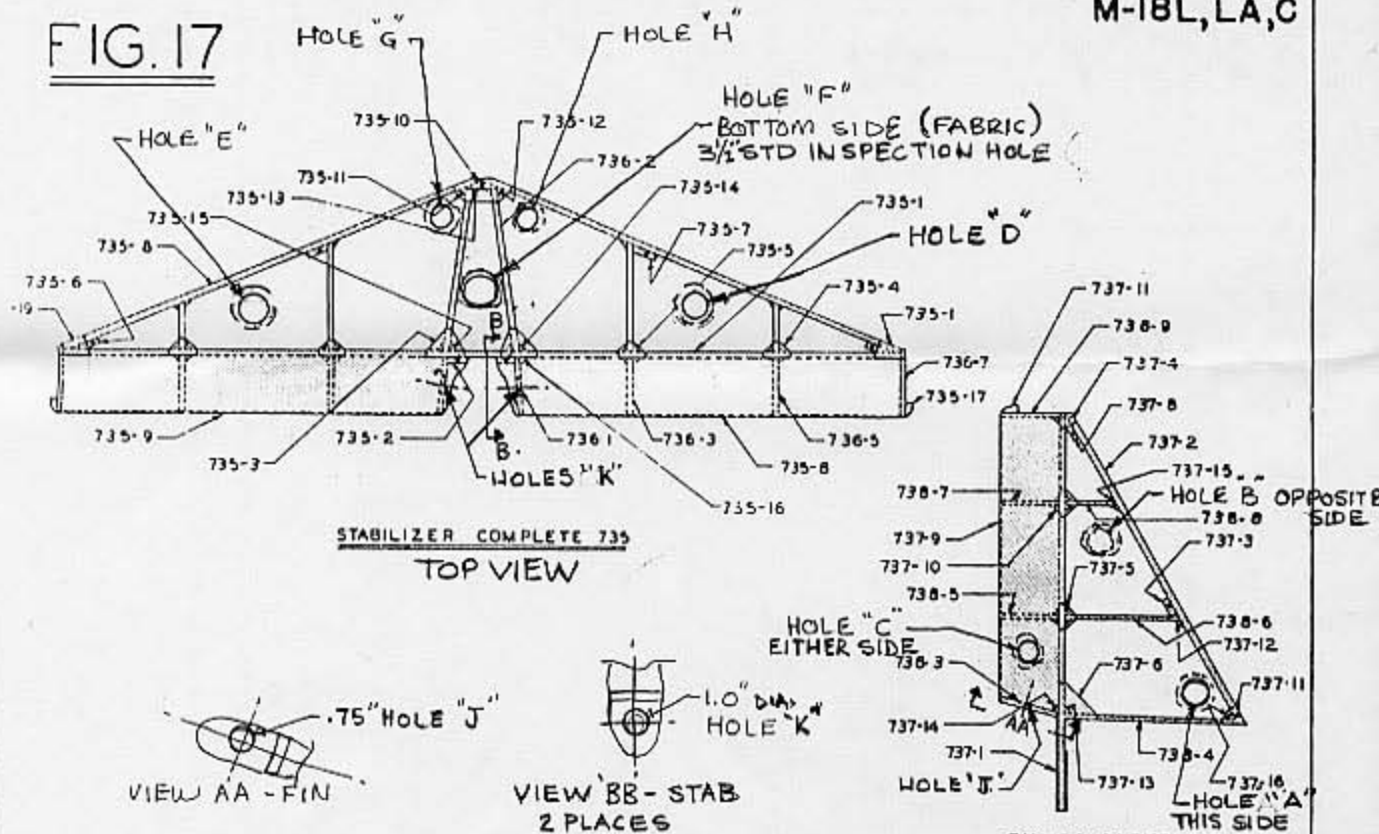 M-18L, LA, C
FIG. 17
HOLE "G"
HOLE "H"
HOLE "F"
BOTTOM SIDE (FABRIC)
3½" STD INSPECTION HOLE
HOLE "E"
735-10
735-12
736-2
735-11
735-13
735-14
735-15
735-1
735-7
HOLE "D"
735-8
735-5
735-6
735-4
-19
735-1
B
736-7
735-17
735-9
735-2
736-1
736-3
736-5
B
735-3
735-8
HOLES "K"
735-16
STABILIZER COMPLETE 735
TOP VIEW
737-11
738-9
737-4
737-8
737-2
737-15
738-7
HOLE B OPPOSITE
SIDE
738-8
737-9
737-3
737-10
737-5
738-5
738-6
HOLE "C"
EITHER SIDE
737-12
738-3
737-6
737-11
737-14
AA
737-1
738-4
HOLE "J"
737-13
737-16
HOLE "A"
THIS SIDE
.75" HOLE "J"
VIEW AA - FIN
1.0" DIA.
HOLE "K"
VIEW BB - STAB
2 PLACES